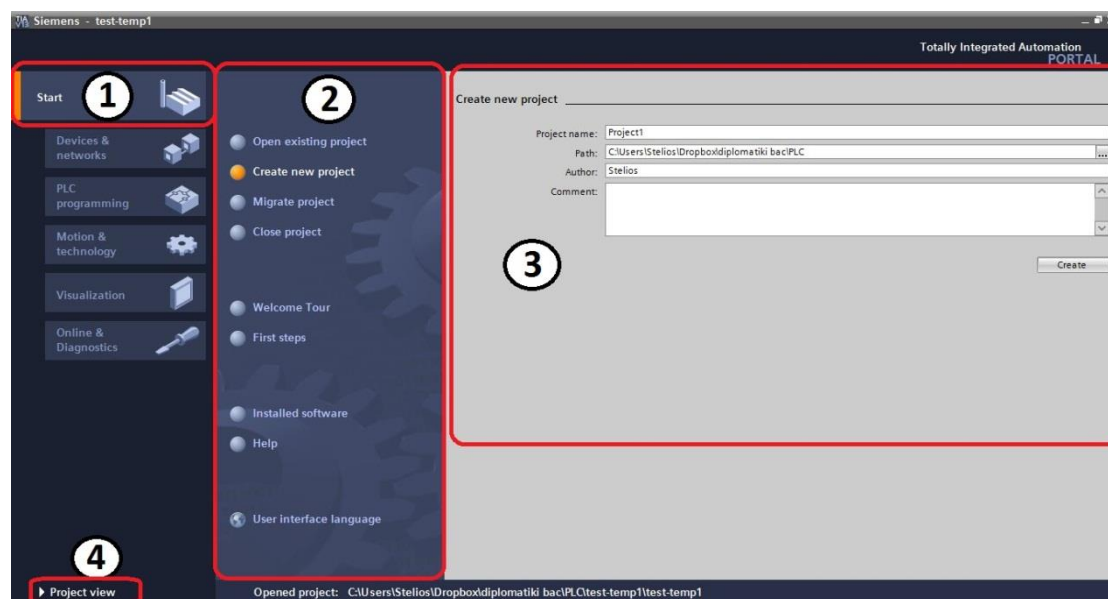 Siemens - test-temp1
Totally Integrated Automation
PORTAL
1
Start
Devices &
networks
PLC
programming
Motion &
technology
Visualization
Online &
Diagnostics
4
Project view
2
Open existing project
Create new project
Migrate project
Close project
Welcome Tour
First steps
Installed software
Help
User interface language
Create new project
Project name: Project1
Path: C:\Users\Stelios\Dropbox\diplomatiki bac\PLC ...
Author: Stelios
Comment:
3
Create
Opened project: C:\Users\Stelios\Dropbox\diplomatiki bac\PLC\test-temp1\test-temp1